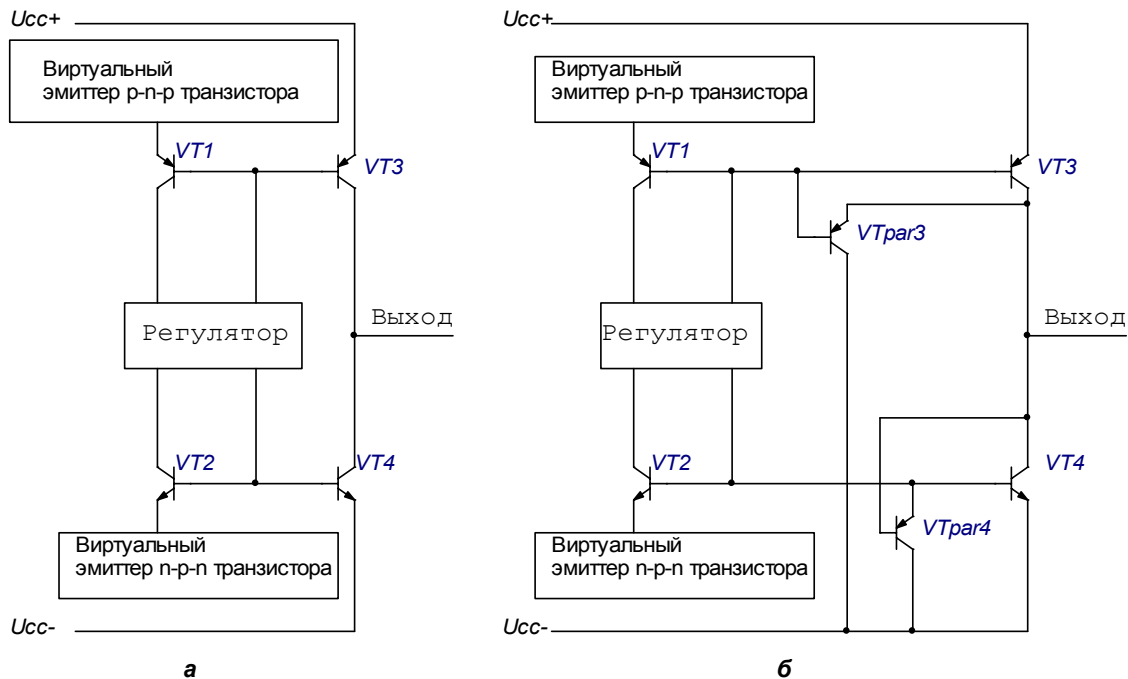 Ucc+
Виртуальный
эмиттер p-n-p транзистора
VT1
VT3
Регулятор
Выход
VT2
VT4
Виртуальный
эмиттер n-p-n транзистора
Ucc-
а
Ucc+
Виртуальный
эмиттер p-n-p транзистора
VT1
VT3
VTpar3
Регулятор
Выход
VT2
VT4
VTpar4
Виртуальный
эмиттер n-p-n транзистора
Ucc-
б